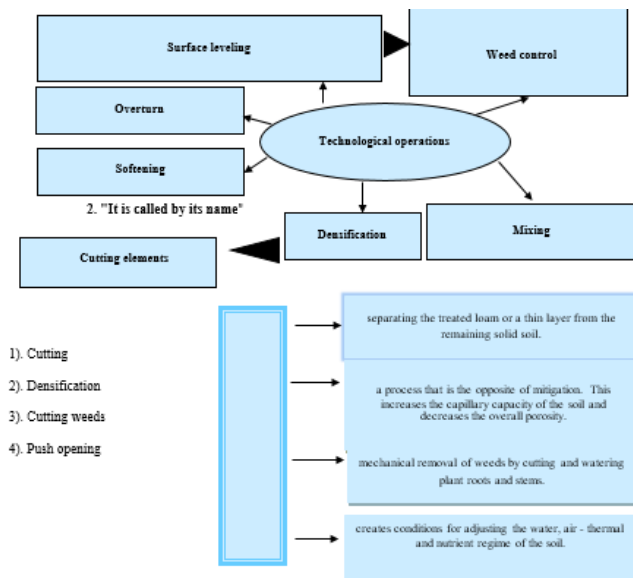 Surface leveling
Weed control
Overturn
Technological operations
Softening
2. "It is called by its name"
Densification
Mixing
Cutting elements
separating the treated loam or a thin layer from the
remaining solid soil.
1). Cutting
2). Densification
3). Cutting weeds
4). Push opening
a process that is the opposite of mitigation. This
increases the capillary capacity of the soil and
decreases the overall porosity.
mechanical removal of weeds by cutting and watering
plant roots and stems.
creates conditions for adjusting the water, air - thermal
and nutrient regime of the soil.